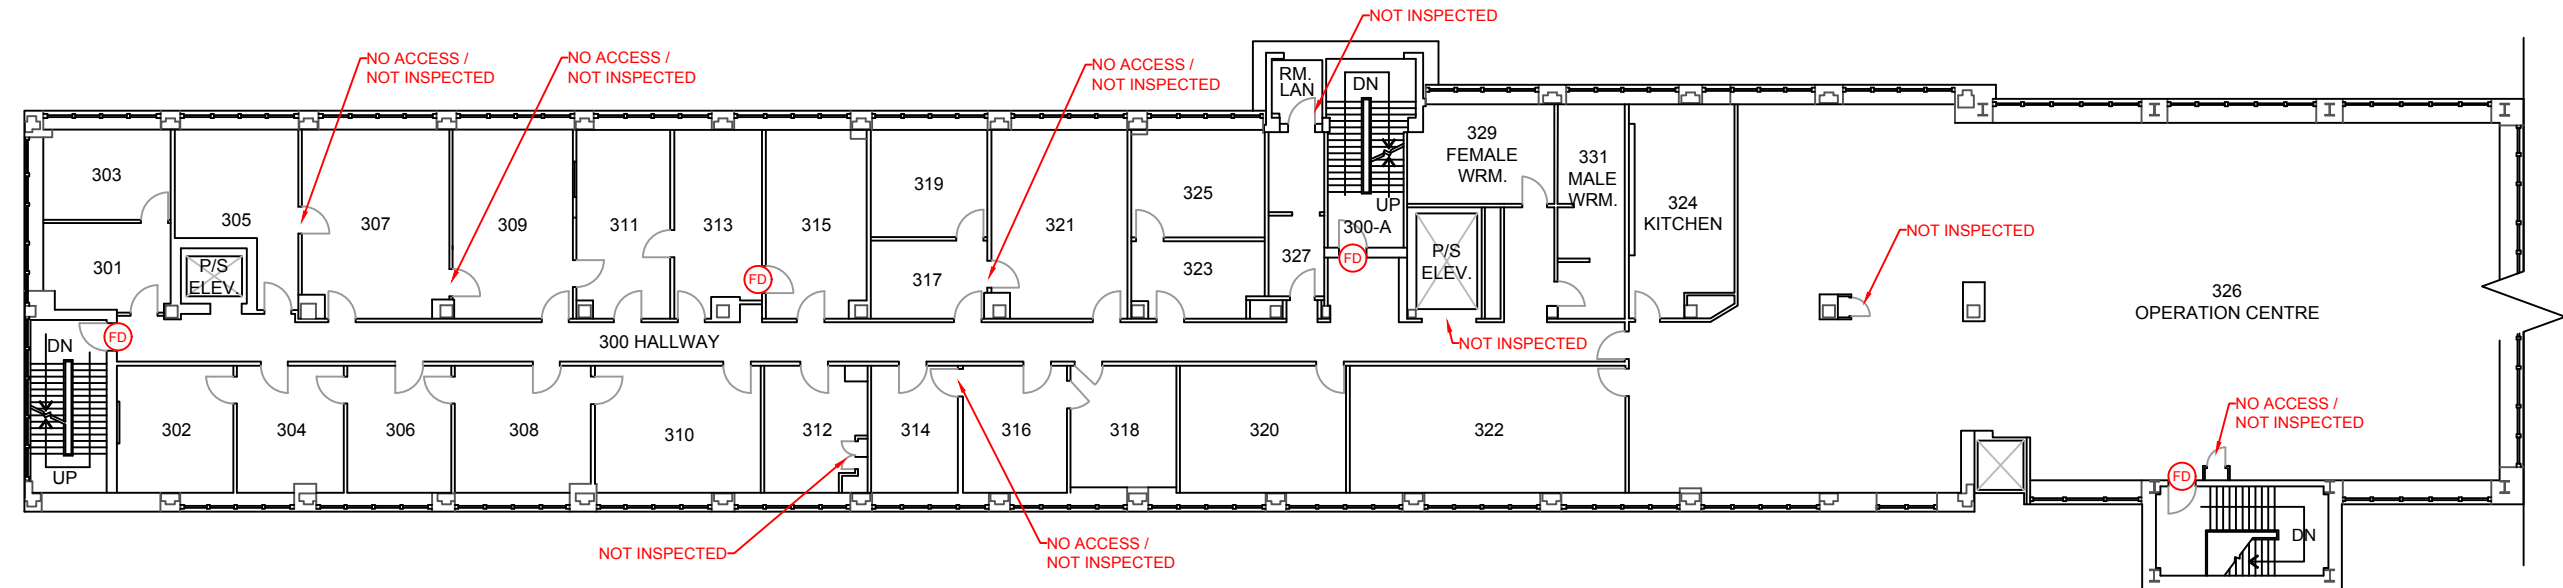 NOT INSPECTED
NO ACCESS /
NOT INSPECTED
NO ACCESS /
NOT INSPECTED
NO ACCESS /
NOT INSPECTED
RM.
LAN
DN
303
305
307
309
311
313
315
319
321
325
329
FEMALE
WRM.
331
MALE
WRM.
324
KITCHEN
UP
300-A
301
P/S
ELEV.
317
323
327
P/S
ELEV.
FD
FD
NOT INSPECTED
326
OPERATION CENTRE
FD
DN
300 HALLWAY
NOT INSPECTED
302
304
306
308
310
312
314
316
318
320
322
UP
NO ACCESS /
NOT INSPECTED
FD
DN
NOT INSPECTED
NO ACCESS /
NOT INSPECTED